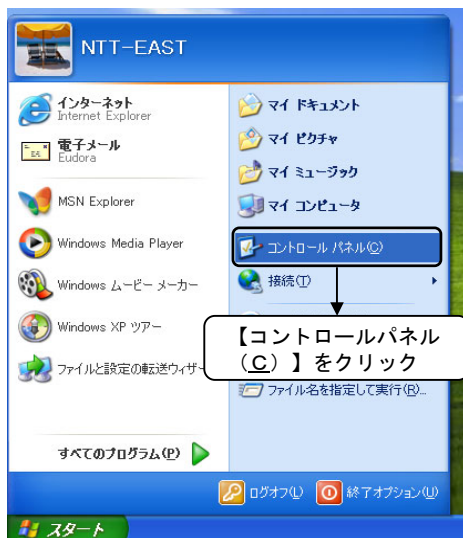 NTT-EAST
インターネット
Internet Explorer
電子メール
Eudora
MSN Explorer
Windows Media Player
Windows ムービー メーカー
Windows XP ツアー
ファイルと設定の転送ウィザー
すべてのプログラム(P)
マイ ドキュメント
マイ ピクチャ
マイ ミュージック
マイ コンピュータ
コントロール パネル(C)
接続(T)
【コントロールパネル
(C)】をクリック
ファイル名を指定して実行(R)...
ログオフ(L)
終了オプション(U)
スタート